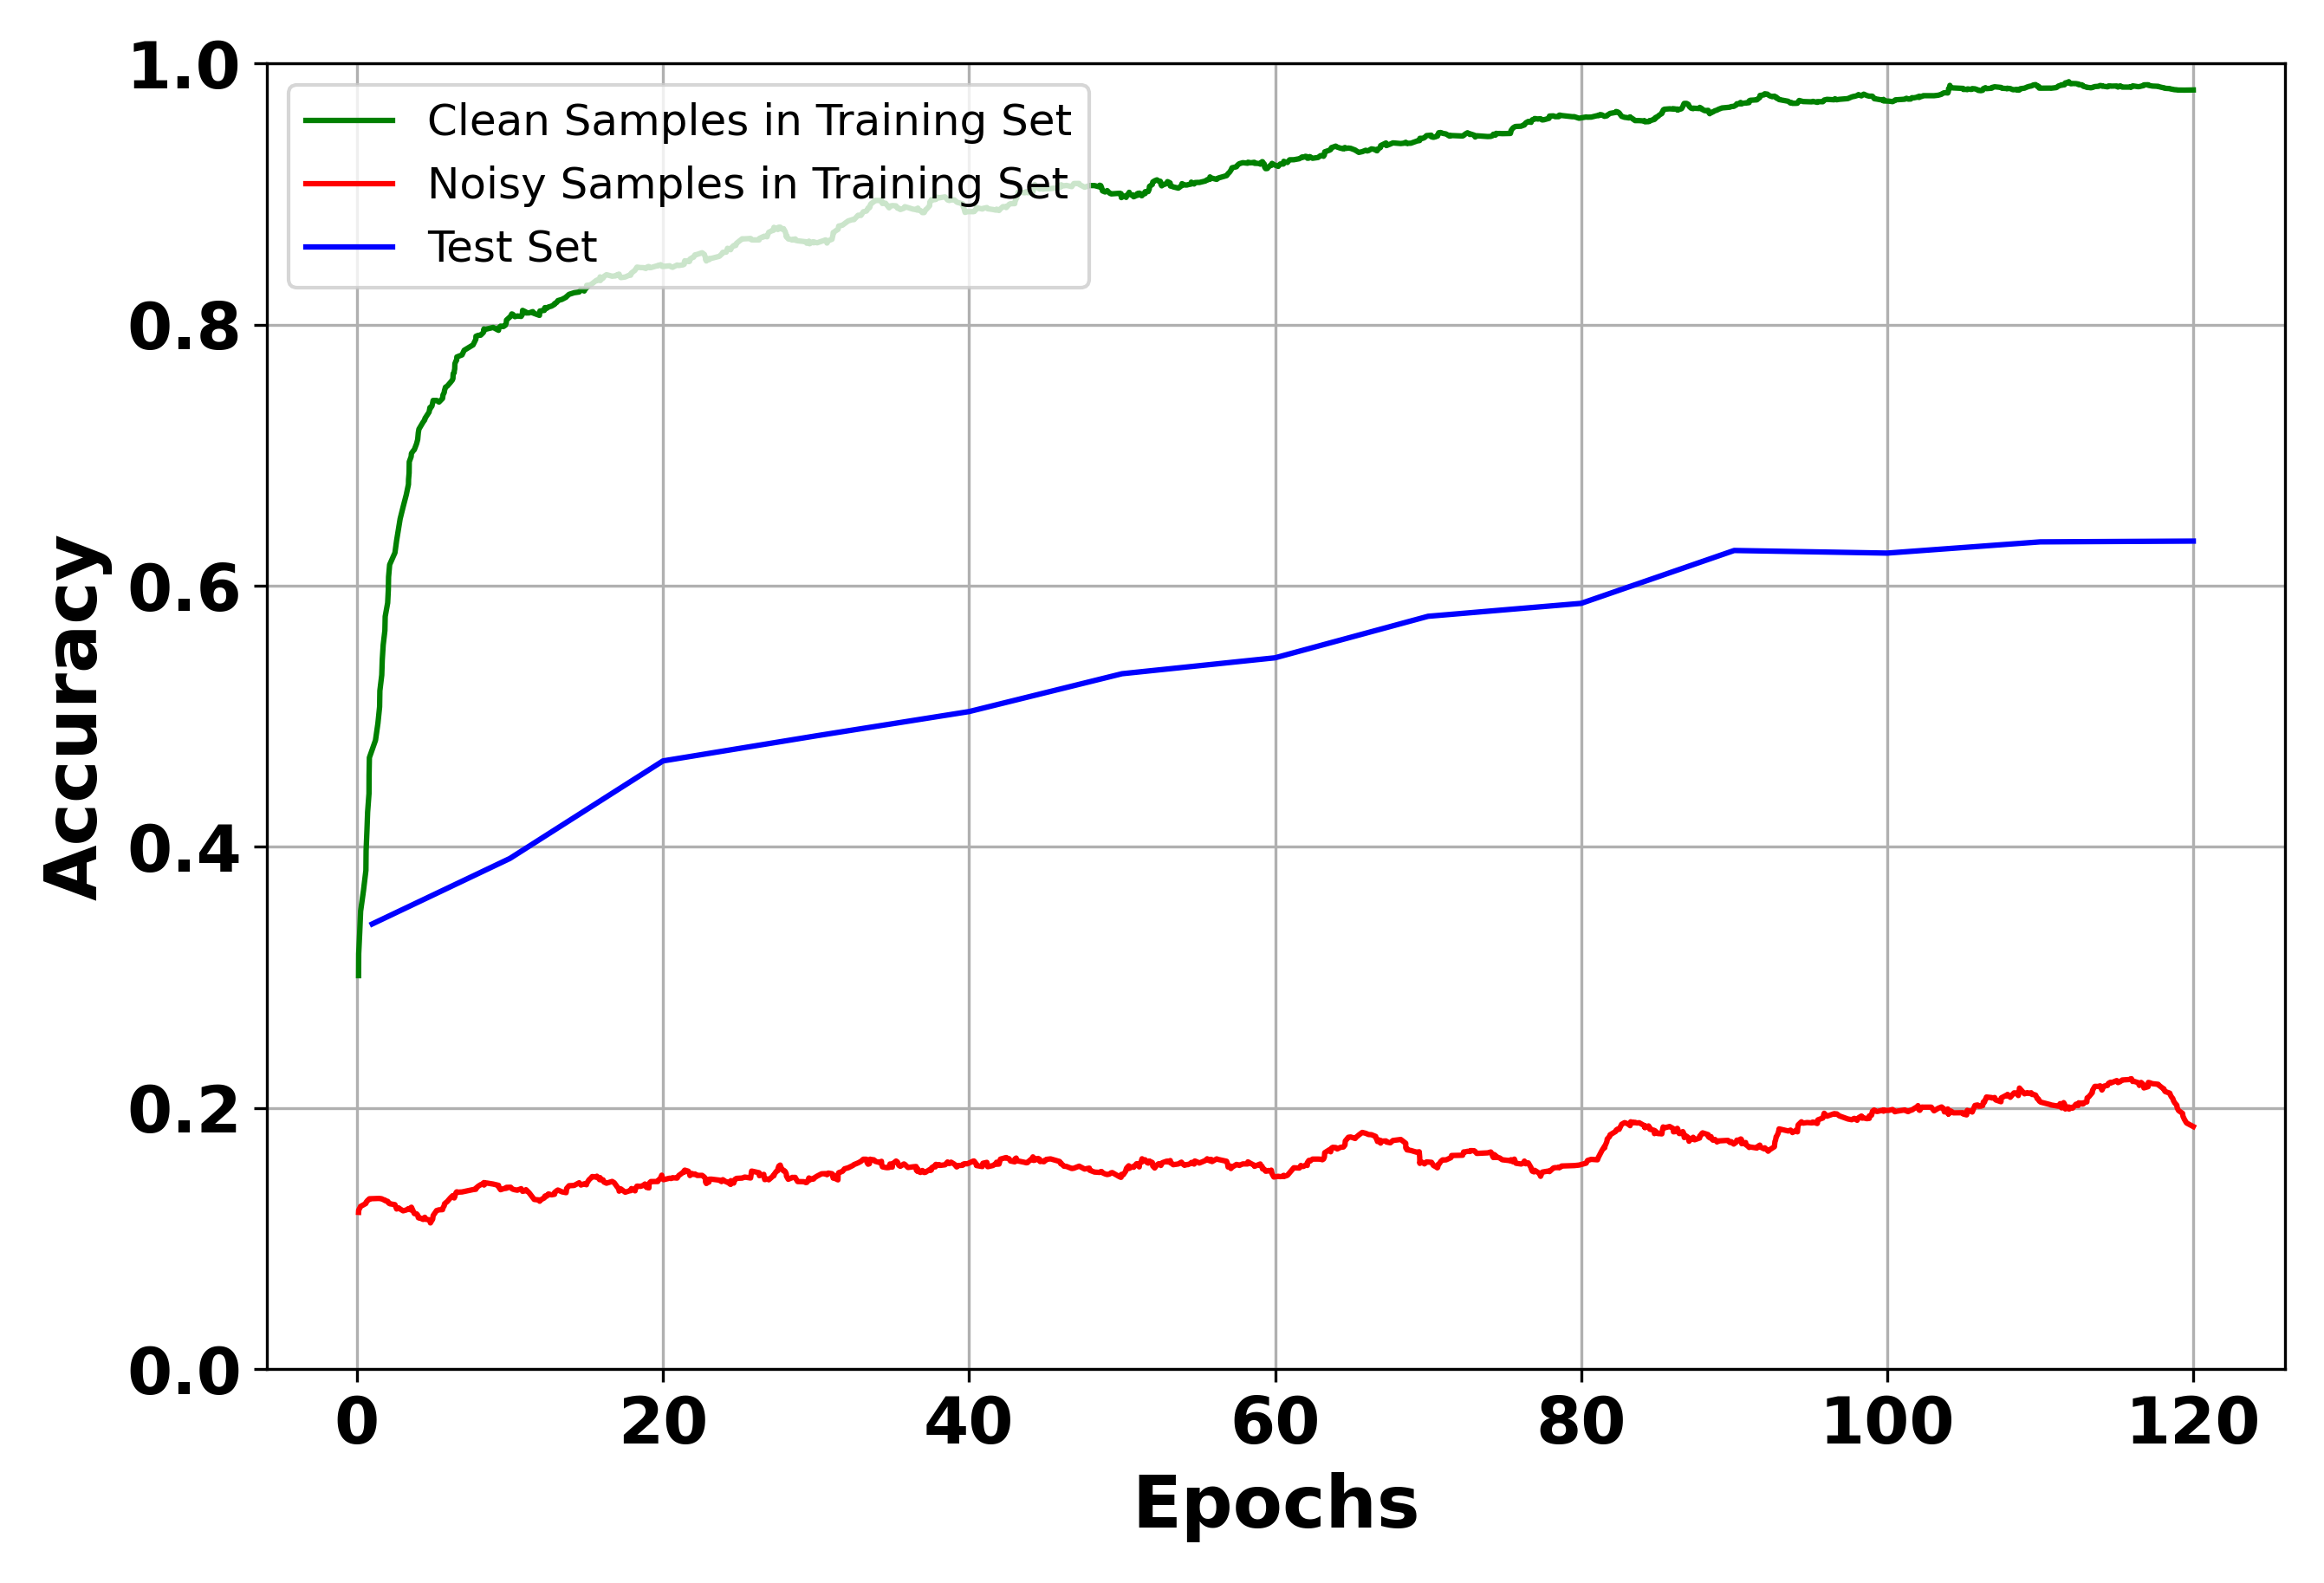 1.0
0.8
0.6
0.4
0.2
0.0
Accuracy
Clean Samples in Training Set
Noisy Samples in Training Set
Test Set
0 20 40 60 80 100 120
Epochs